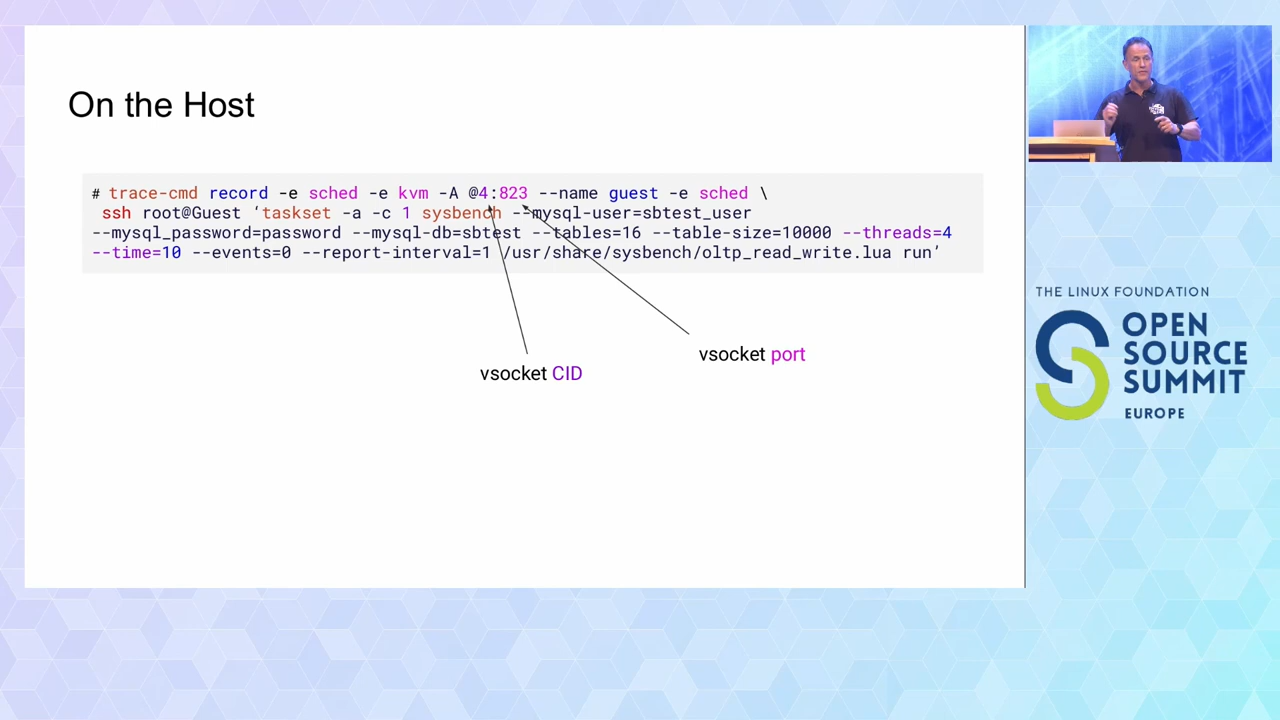 On the Host
# trace-cmd record -e sched -e kvm -A @4:823 --name guest -e sched \
ssh root@Guest ‘taskset -a -c 1 sysbench --mysql-user=sbtest_user
--mysql_password=password --mysql-db=sbtest --tables=16 --table-size=10000 --threads=4
--time=10 --events=0 --report-interval=1 /usr/share/sysbench/oltp_read_write.lua run’
vsocket CID
vsocket port
THE LINUX FOUNDATION
OPEN
SOURCE
SUMMIT
EUROPE